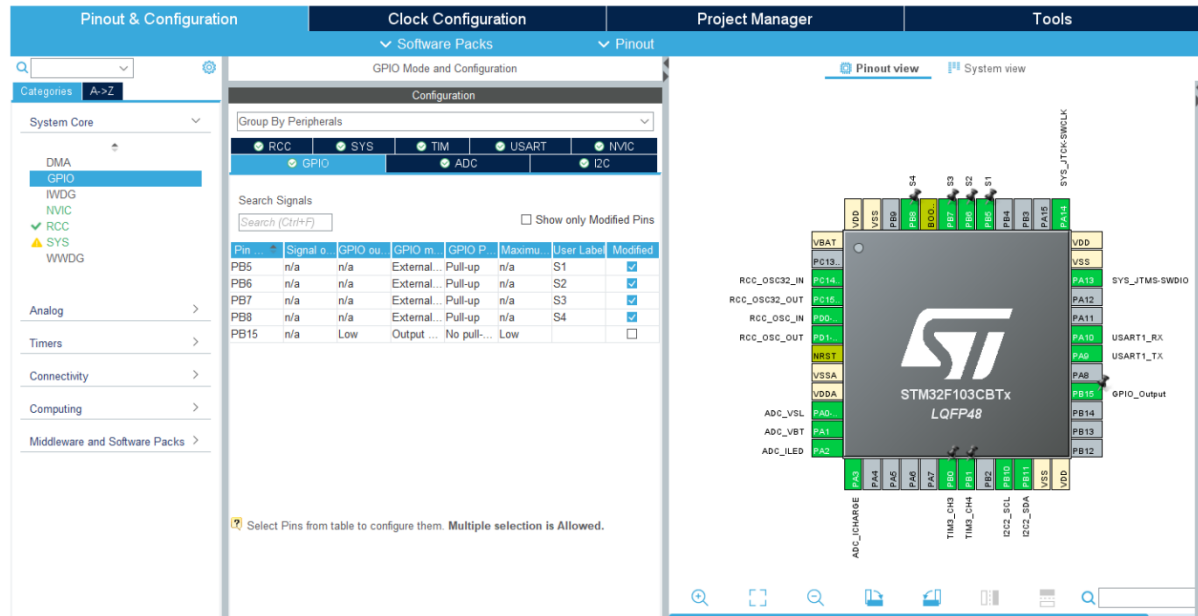 Pinout & Configuration Clock Configuration Project Manager Tools
Software Packs Pinout
Categories A->Z
System Core
DMA
GPIO
IWDG
NVIC
RCC
SYS
WWDG
Analog
Timers
Connectivity
Computing
Middleware and Software Packs
GPIO Mode and Configuration
Configuration
Group By Peripherals
RCC SYS TIM USART NVIC
GPIO ADC I2C
Search Signals
Search (Ctrl+F) Show only Modified Pins
Pin ... Signal o... GPIO ou... GPIO m... GPIO P... Maximu... User Label Modified
PB5 n/a n/a External... Pull-up n/a S1
PB6 n/a n/a External... Pull-up n/a S2
PB7 n/a n/a External... Pull-up n/a S3
PB8 n/a n/a External... Pull-up n/a S4
PB15 n/a Low Output ... No pull-... Low
Select Pins from table to configure them. Multiple selection is Allowed.
Pinout view System view
S4 S3 S2 S1 SYS_JTCK-SWCLK
VDD VSS PB9 PB8 BOO... PB7 PB6 PB5 PB4 PB3 PA15 PA14
VBAT
PC13...
RCC_OSC32_IN PC14...
RCC_OSC32_OUT PC15...
RCC_OSC_IN PD0-...
RCC_OSC_OUT PD1-...
NRST
VSSA
VDDA
ADC_VSL PA0-...
ADC_VBT PA1
ADC_ILED PA2
ST
STM32F103CBTx
LQFP48
VDD
VSS
PA13 SYS_JTMS-SWDIO
PA12
PA11
PA10 USART1_RX
PA9 USART1_TX
PA8
PB15 GPIO_Output
PB14
PB13
PB12
PA3 PA4 PA5 PA6 PA7 PB0 PB1 PB2 PB10 PB11 VSS VDD
ADC_ICHARGE TIM3_CH3 TIM3_CH4 I2C2_SCL I2C2_SDA